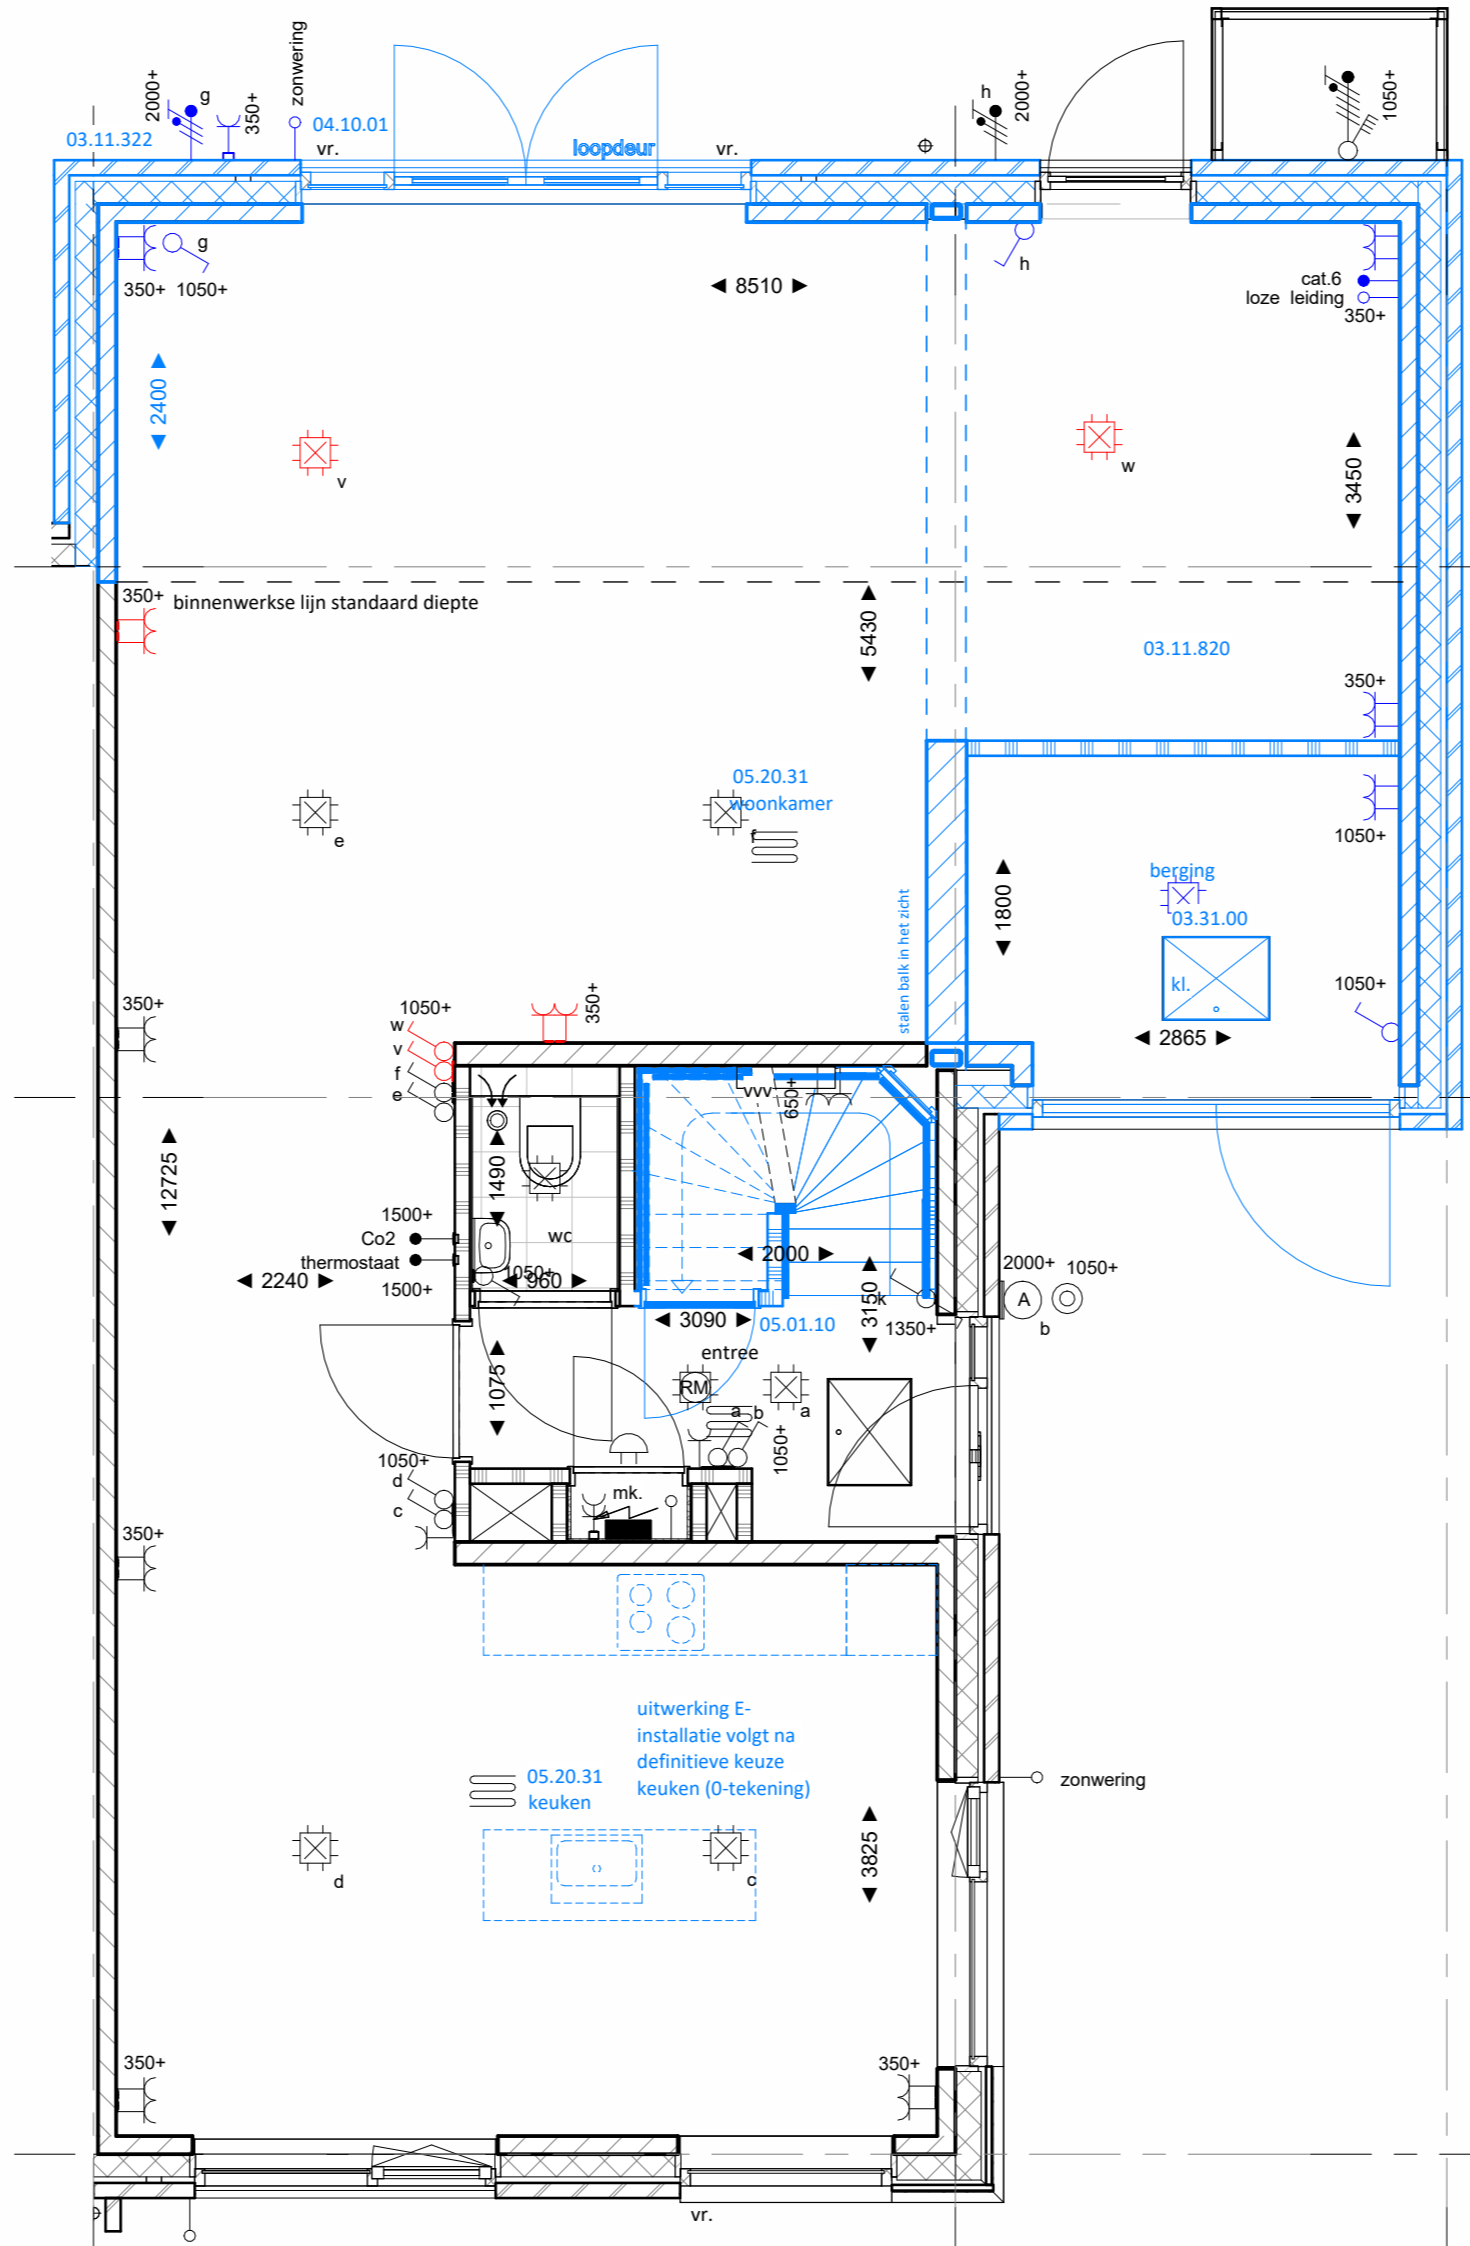 zonwering
2000+
g
350+
h
2000+
1050+
03.11.322
04.10.01
vr.
loopdeur
vr.
g
h
350+ 1050+
8510
cat.6
loze leiding
350+
2400
v
w
3450
350+
binnenwerkse lijn standaard diepte
5430
03.11.820
350+
05.20.31
woonkamer
e
f
1050+
berging
03.31.00
1800
stalen balk in het zicht
kl.
1050+
2865
350+
1050+
w
v
f
e
350+
vvv
650+
12725
1490
1500+
Co2
thermostaat
1500+
wc
1050+
960
2240
2000
3150
k
1350+
2000+
1050+
A
b
3090
05.01.10
entree
1075
RM
a
b
a
1050+
1050+
d
c
mk.
350+
uitwerking E-
installatie volgt na
definitieve keuze
keuken (0-tekening)
05.20.31
keuken
zonwering
3825
d
c
350+
350+
vr.